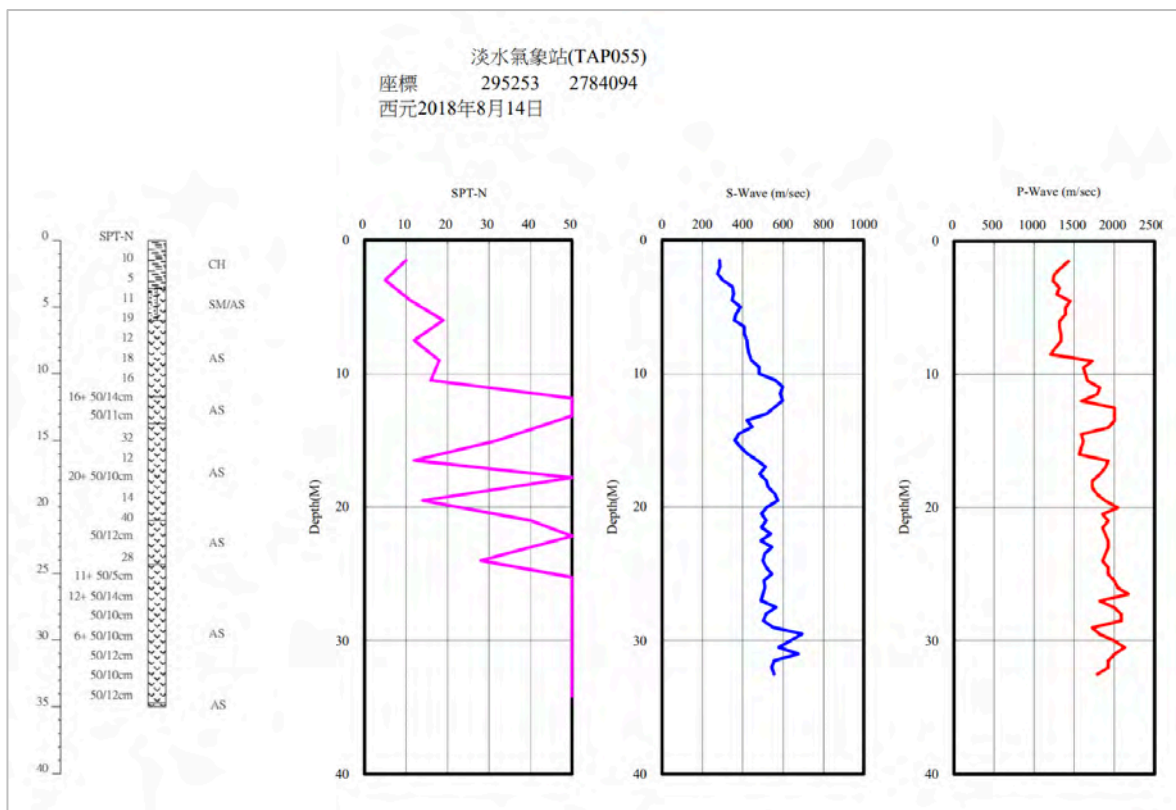 淡水氣象站(TAP055)
座標 295253 2784094
西元2018年8月14日
SPT-N
0
5
10
15
20
25
30
35
40
10
5
11
19
12
18
16
16+ 50/14cm
50/11cm
32
12
20+ 50/10cm
14
40
50/12cm
28
11+ 50/5cm
12+ 50/14cm
50/10cm
6+ 50/10cm
50/12cm
50/10cm
50/12cm
CH
SM/AS
AS
AS
AS
AS
AS
AS
SPT-N
0 10 20 30 40 50
0
10
20
30
40
Depth(M)
S-Wave (m/sec)
0 200 400 600 800 1000
0
10
20
30
40
Depth(M)
P-Wave (m/sec)
0 500 1000 1500 2000 2500
0
10
20
30
40
Depth(M)